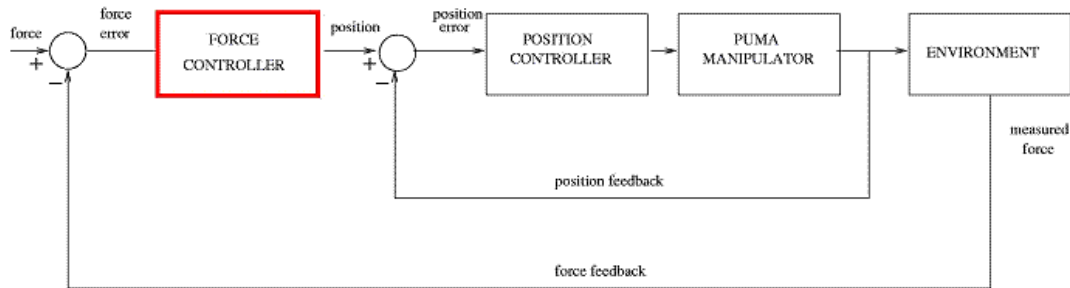 force
+
−
force
error
FORCE
CONTROLLER
position
+
−
position
error
POSITION
CONTROLLER
PUMA
MANIPULATOR
ENVIRONMENT
measured
force
position feedback
force feedback